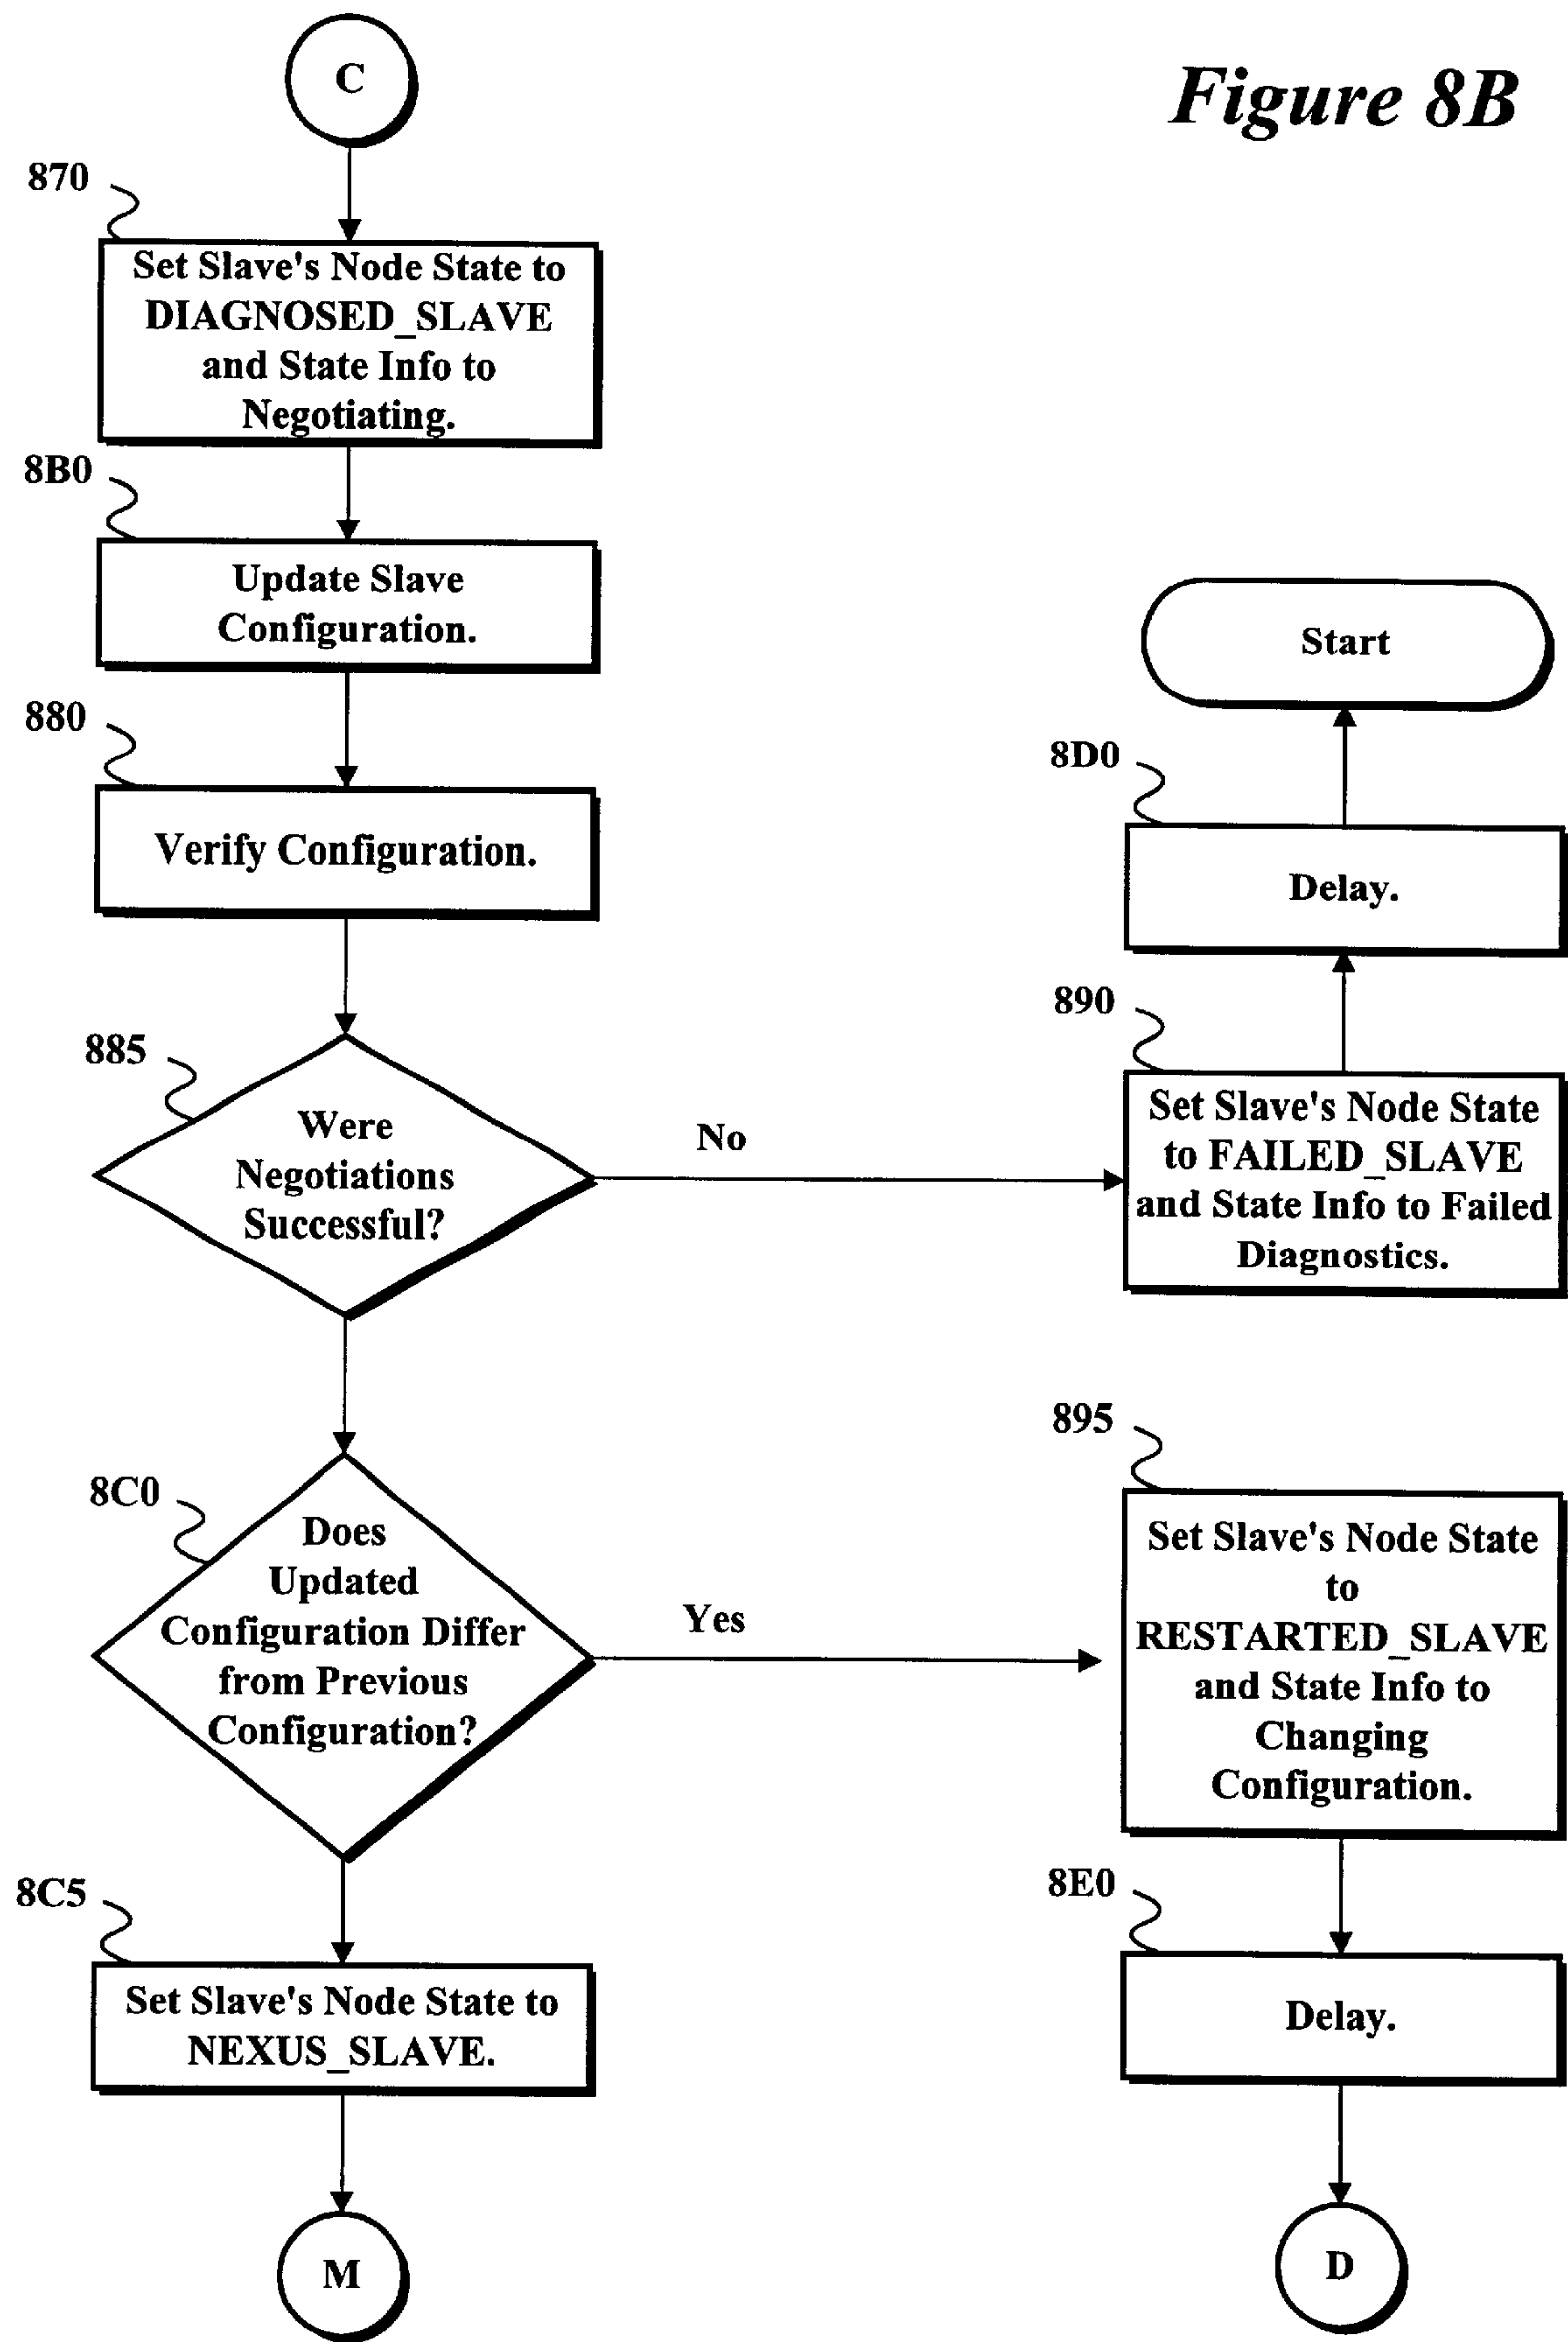 C
Figure 8B
870
Set Slave's Node State to
DIAGNOSED_SLAVE
and State Info to
Negotiating.
8B0
Update Slave
Configuration.
880
Verify Configuration.
885
Were
Negotiations
Successful?
No
Start
8D0
Delay.
890
Set Slave's Node State
to FAILED_SLAVE
and State Info to Failed
Diagnostics.
8C0
Does
Updated
Configuration Differ
from Previous
Configuration?
Yes
895
Set Slave's Node State
to
RESTARTED_SLAVE
and State Info to
Changing
Configuration.
8C5
Set Slave's Node State to
NEXUS_SLAVE.
M
8E0
Delay.
D